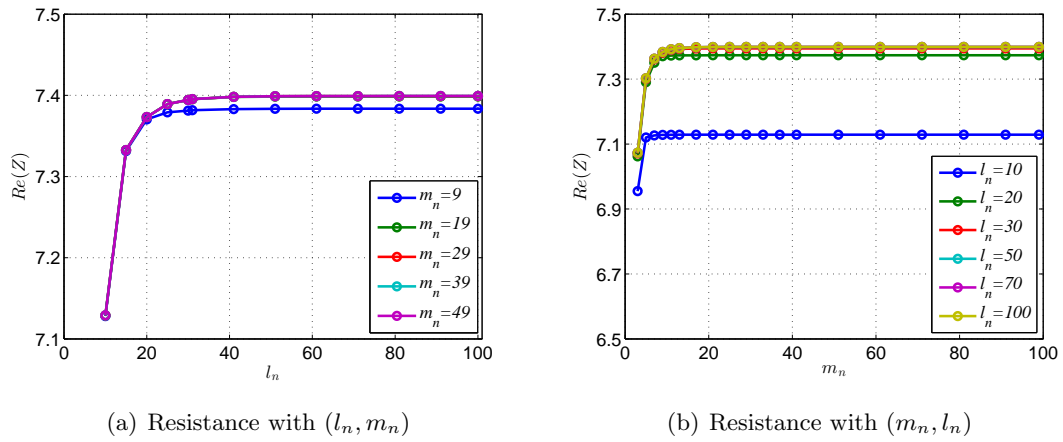 7.5
7.4
7.3
7.2
7.1
Re(Z)
0 20 40 60 80 100
l_n
m_n=9
m_n=19
m_n=29
m_n=39
m_n=49
(a) Resistance with (l_n, m_n)
7.5
7.3
7.1
6.9
6.7
6.5
Re(Z)
0 20 40 60 80 100
m_n
l_n=10
l_n=20
l_n=30
l_n=50
l_n=70
l_n=100
(b) Resistance with (m_n, l_n)